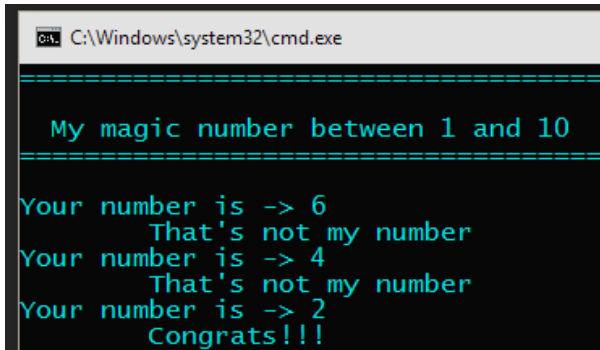 C:\Windows\system32\cmd.exe
=====================================
My magic number between 1 and 10
=====================================
Your number is -> 6
That's not my number
Your number is -> 4
That's not my number
Your number is -> 2
Congrats!!!